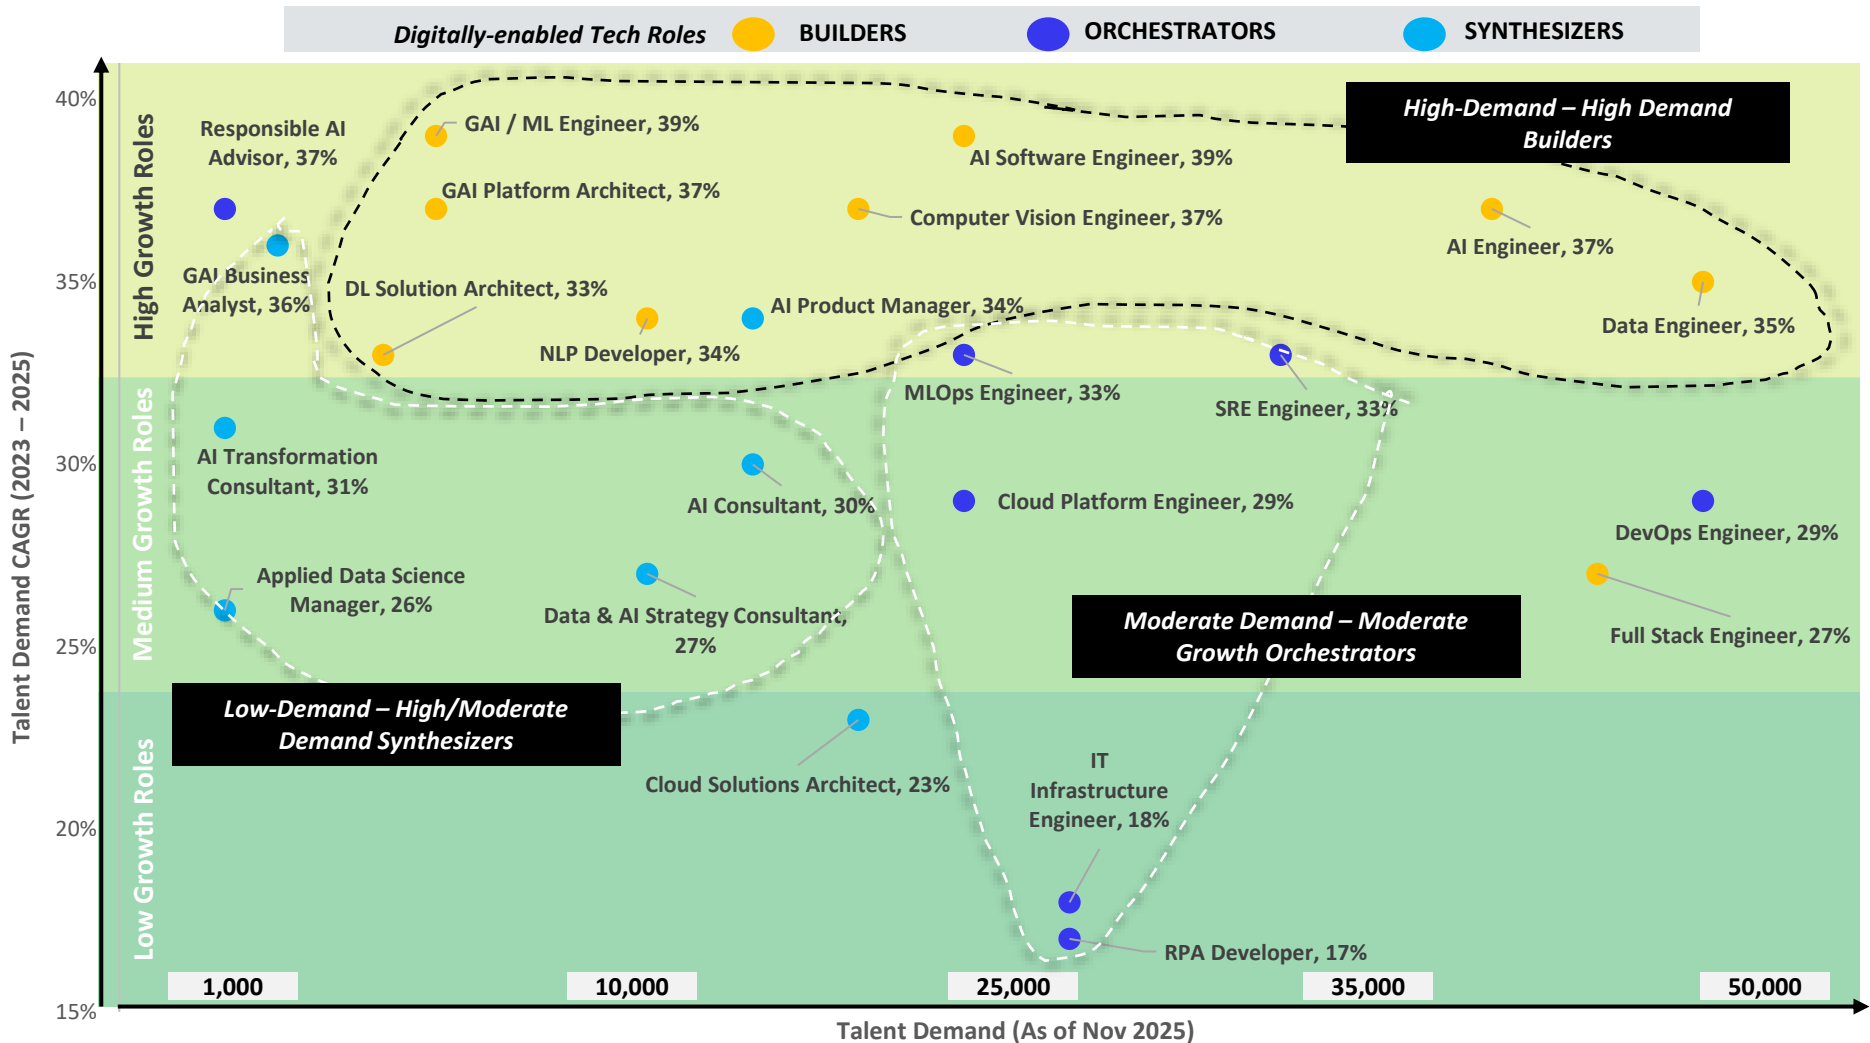 Digitally-enabled Tech Roles
BUILDERS
ORCHESTRATORS
SYNTHESIZERS
Talent Demand CAGR (2023 – 2025)
40%
35%
30%
25%
20%
15%
High Growth Roles
Medium Growth Roles
Low Growth Roles
High-Demand – High Demand
Builders
Responsible AI
Advisor, 37%
GAI / ML Engineer, 39%
AI Software Engineer, 39%
GAI Platform Architect, 37%
Computer Vision Engineer, 37%
AI Engineer, 37%
GAI Business
Analyst, 36%
DL Solution Architect, 33%
AI Product Manager, 34%
NLP Developer, 34%
Data Engineer, 35%
MLOps Engineer, 33%
SRE Engineer, 33%
AI Transformation
Consultant, 31%
AI Consultant, 30%
Cloud Platform Engineer, 29%
DevOps Engineer, 29%
Applied Data Science
Manager, 26%
Data & AI Strategy Consultant,
27%
Moderate Demand – Moderate
Growth Orchestrators
Full Stack Engineer, 27%
Low-Demand – High/Moderate
Demand Synthesizers
Cloud Solutions Architect, 23%
IT
Infrastructure
Engineer, 18%
RPA Developer, 17%
1,000
10,000
25,000
35,000
50,000
Talent Demand (As of Nov 2025)